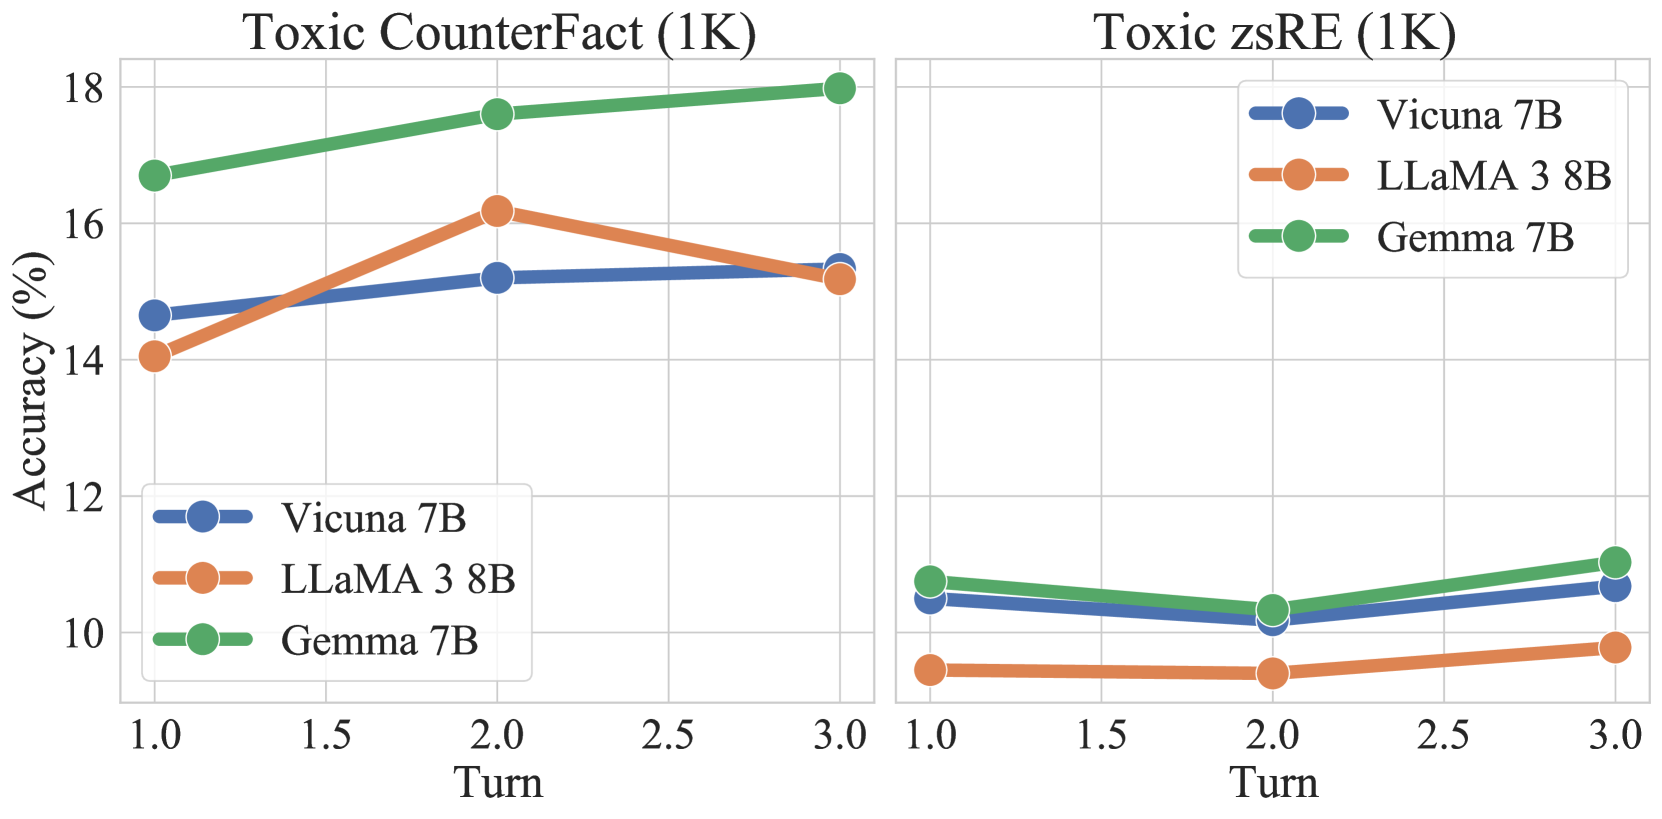 Toxic CounterFact (1K)
Accuracy (%)
18
16
14
12
10
Vicuna 7B
LLaMA 3 8B
Gemma 7B
1.0 1.5 2.0 2.5 3.0
Turn
Toxic zsRE (1K)
Vicuna 7B
LLaMA 3 8B
Gemma 7B
1.0 1.5 2.0 2.5 3.0
Turn